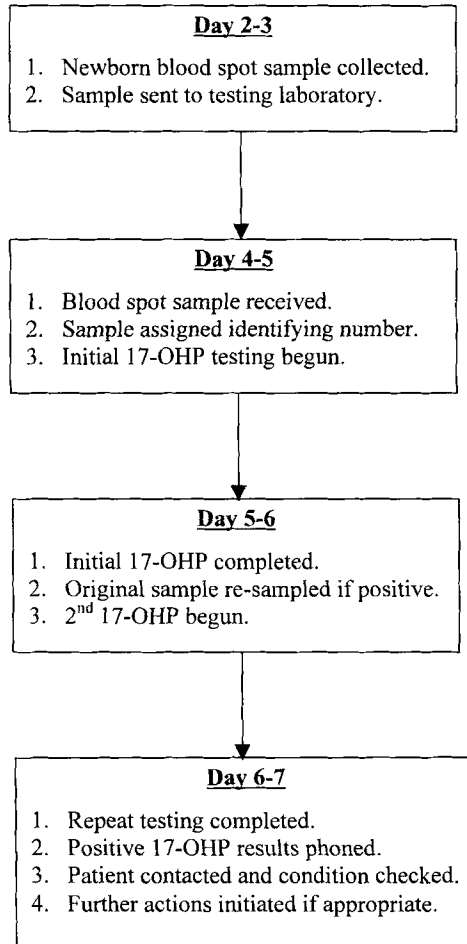 Day 2-3
1. Newborn blood spot sample collected.
2. Sample sent to testing laboratory.
Day 4-5
1. Blood spot sample received.
2. Sample assigned identifying number.
3. Initial 17-OHP testing begun.
Day 5-6
1. Initial 17-OHP completed.
2. Original sample re-sampled if positive.
3. 2nd 17-OHP begun.
Day 6-7
1. Repeat testing completed.
2. Positive 17-OHP results phoned.
3. Patient contacted and condition checked.
4. Further actions initiated if appropriate.